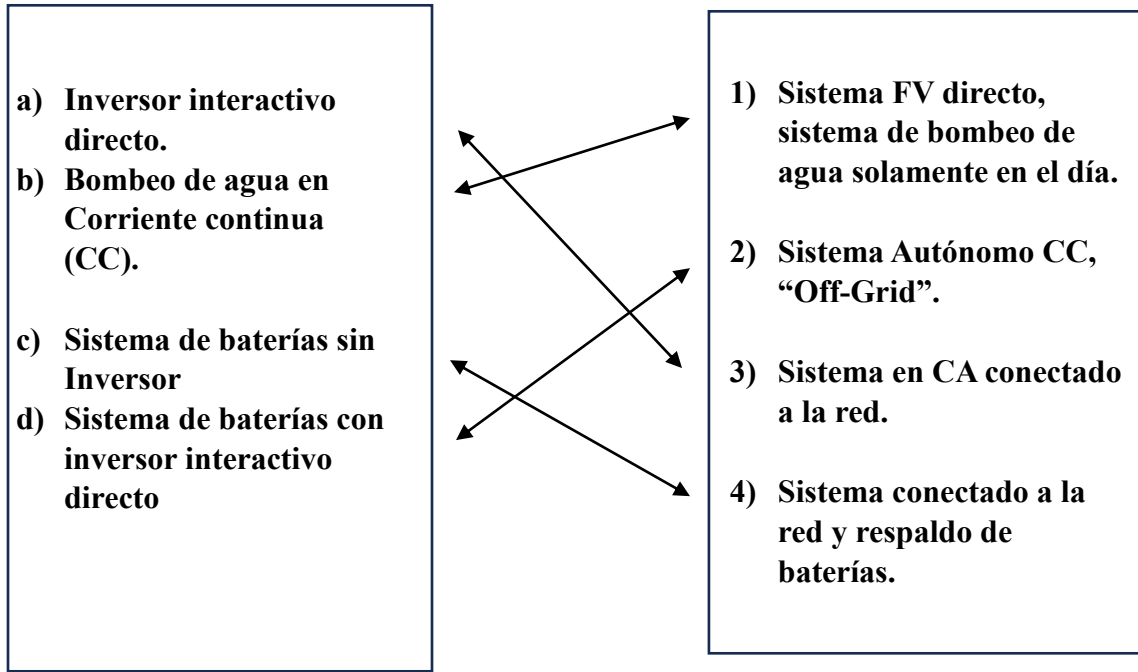 a) Inversor interactivo
directo.
b) Bombeo de agua en
Corriente continua
(CC).
c) Sistema de baterías sin
Inversor
d) Sistema de baterías con
inversor interactivo
directo
1) Sistema FV directo,
sistema de bombeo de
agua solamente en el día.
2) Sistema Autónomo CC,
“Off-Grid”.
3) Sistema en CA conectado
a la red.
4) Sistema conectado a la
red y respaldo de
baterías.